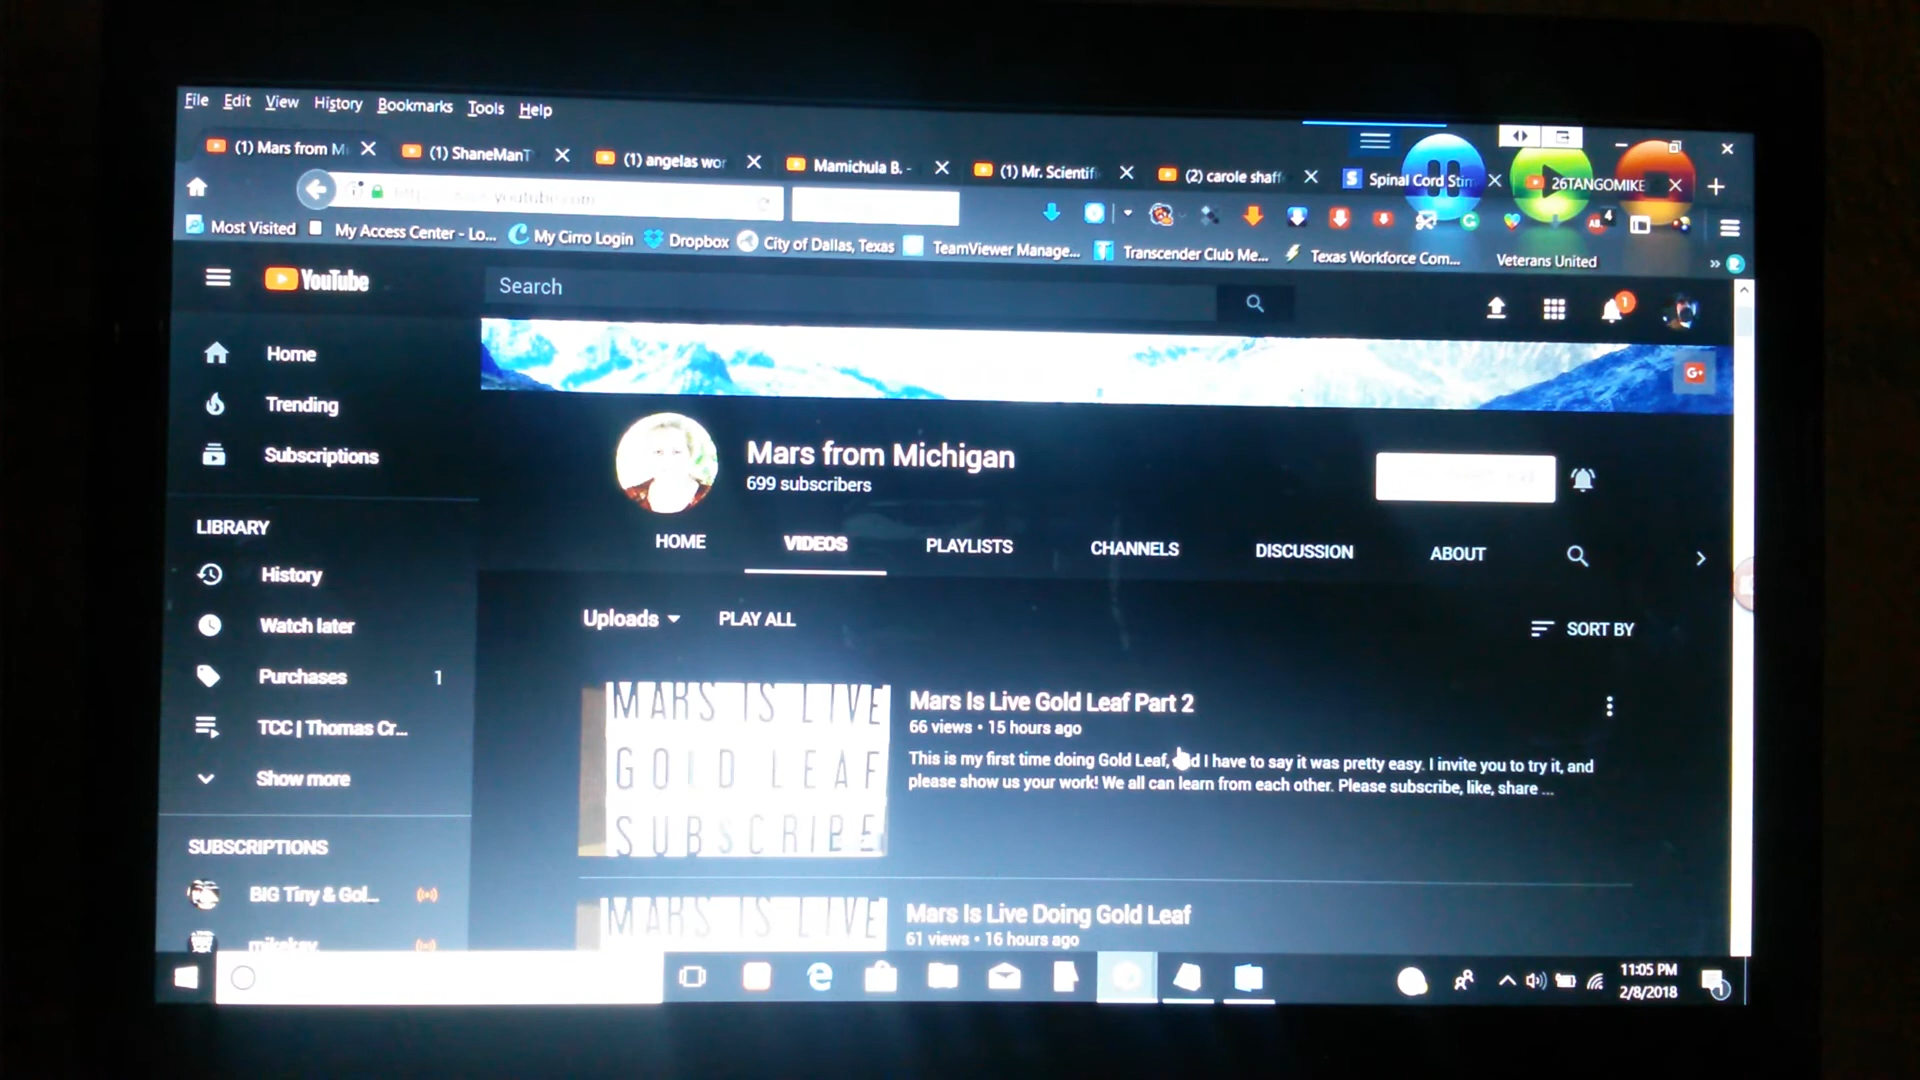 File Edit View History Bookmarks Tools Help
(1) Mars from M
(1) ShaneManT
(1) angelas wor
Mamichula B. -
(1) Mr. Scientif
(2) carole shaff
Spinal Cord Stim
26TANGOMIKE
Most Visited
My Access Center - Lo...
My Cirro Login
Dropbox
City of Dallas, Texas
TeamViewer Manage...
Transcender Club Me...
Texas Workforce Com...
Veterans United
YouTube
Search
1
Home
Trending
Subscriptions
LIBRARY
History
Watch later
Purchases 1
TCC | Thomas Cr...
Show more
SUBSCRIPTIONS
BIG Tiny & Gol...
mikekay
Mars from Michigan
699 subscribers
HOME VIDEOS PLAYLISTS CHANNELS DISCUSSION ABOUT
Uploads PLAY ALL SORT BY
MARS IS LIVE
GOLD LEAF
SUBSCRIBE
Mars Is Live Gold Leaf Part 2
66 views • 15 hours ago
This is my first time doing Gold Leaf, and I have to say it was pretty easy. I invite you to try it, and
please show us your work! We all can learn from each other. Please subscribe, like, share ...
MARS IS LIVE
Mars Is Live Doing Gold Leaf
61 views • 16 hours ago
11:05 PM
2/8/2018
1